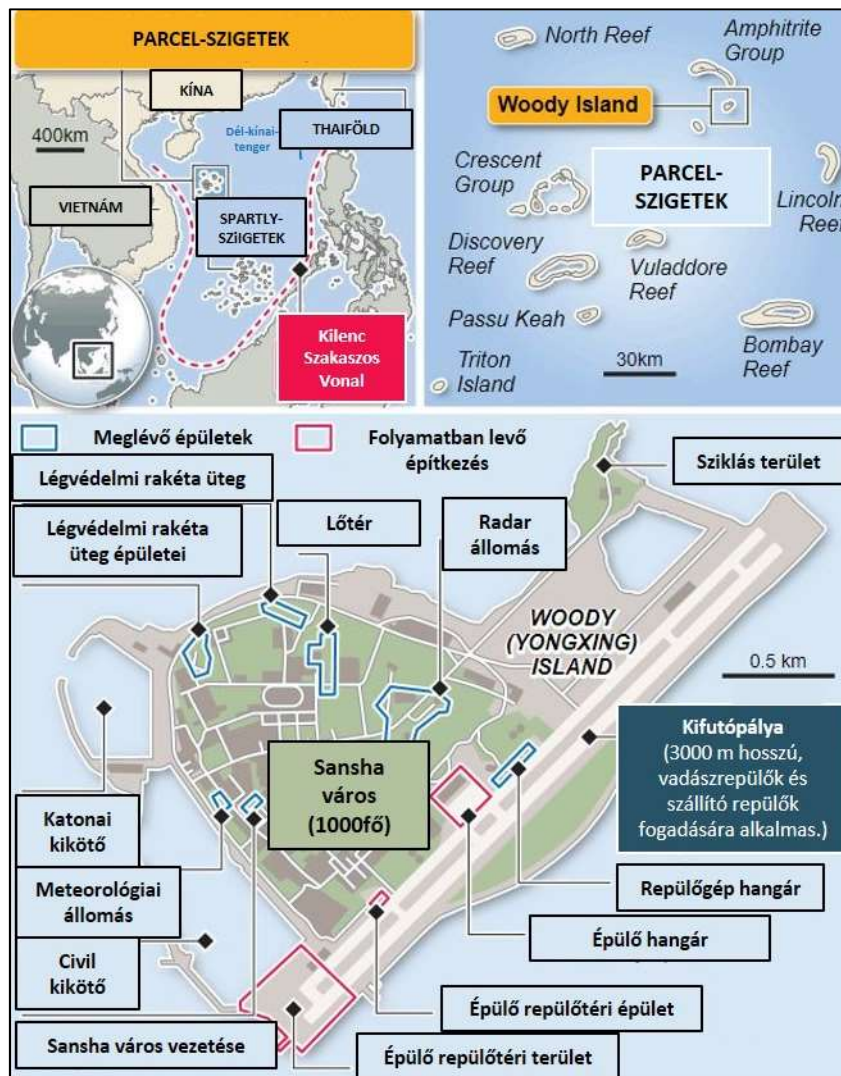 PARCEL-SZIGETEK
KÍNA
400km
Dél-kínai-
tenger
THAIFÖLD
VIETNÁM
SPARTLY-
SZiIGETEK
Kilenc
Szakaszos
Vonal
North Reef
Amphitrite
Group
Woody Island
Crescent
Group
PARCEL-
SZIGETEK
Lincoln
Reef
Discovery
Reef
Vuladdore
Reef
Passu Keah
Bombay
Reef
Triton
Island
30km
Meglévő épületek
Folyamatban levő
építkezés
Légvédelmi rakéta üteg
Sziklás terület
Légvédelmi rakéta
üteg épületei
Lőtér
Radar
állomás
WOODY
(YONGXING)
ISLAND
0.5 km
Kifutópálya
(3000 m hosszú,
vadászrepülők és
szállító repülők
fogadására alkalmas.)
Sansha
város
(1000fő)
Katonai
kikötő
Meteorológiai
állomás
Repülőgép hangár
Épülő hangár
Civil
kikötő
Épülő repülőtéri épület
Sansha város vezetése
Épülő repülőtéri terület